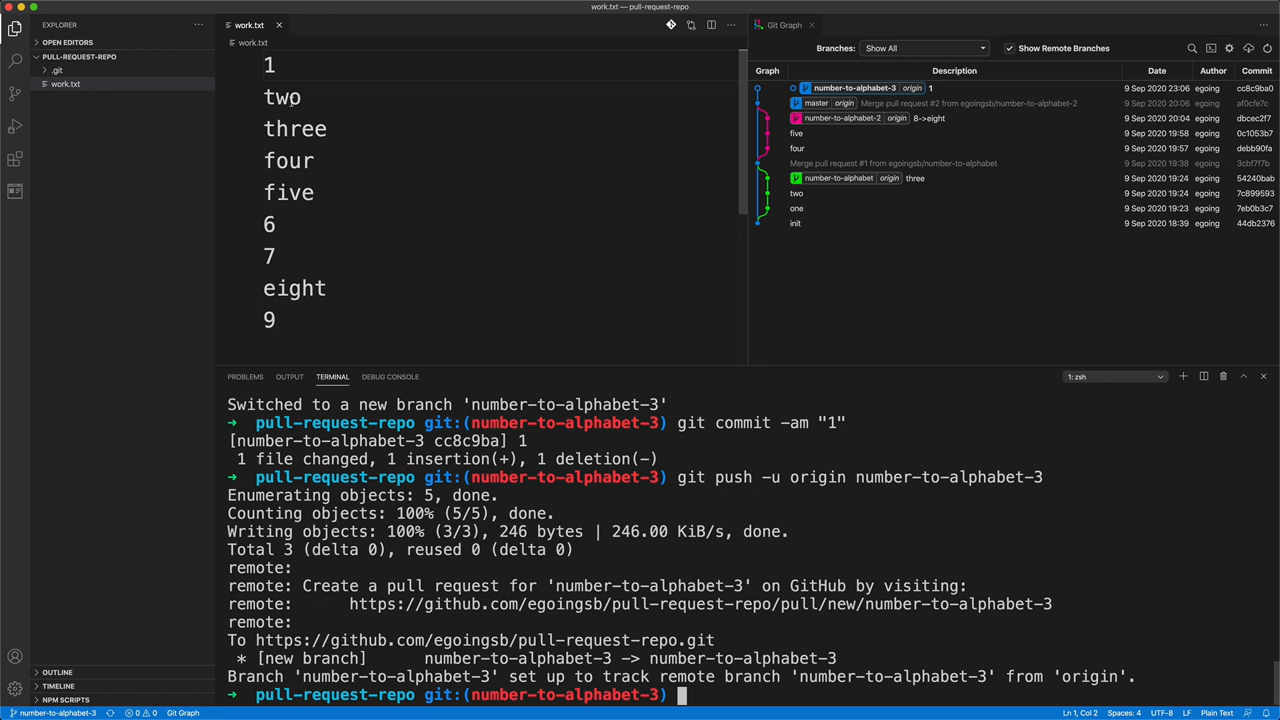 work.txt — pull-request-repo
EXPLORER
OPEN EDITORS
PULL-REQUEST-REPO
.git
work.txt
OUTLINE
TIMELINE
NPM SCRIPTS
work.txt
work.txt
1
two
three
four
five
6
7
eight
9
Git Graph
Branches: Show All Show Remote Branches
Graph Description Date Author Commit
number-to-alphabet-3 origin 1 9 Sep 2020 23:06 egoing cc8c9ba0
master origin Merge pull request #2 from egoingsb/number-to-alphabet-2 9 Sep 2020 20:04 egoing af0cfe7c
number-to-alphabet-2 origin 8->eight 9 Sep 2020 20:04 egoing dbcec2f7
five 9 Sep 2020 19:58 egoing 0c1053b7
four 9 Sep 2020 19:57 egoing debb90fa
Merge pull request #1 from egoingsb/number-to-alphabet 9 Sep 2020 19:38 egoing 3cbf7f7b
number-to-alphabet origin three 9 Sep 2020 19:24 egoing 54240bab
two 9 Sep 2020 19:24 egoing 7c899593
one 9 Sep 2020 19:23 egoing 7eb0b3c7
init 9 Sep 2020 18:39 egoing 44db2376
PROBLEMS OUTPUT TERMINAL DEBUG CONSOLE 1: zsh
Switched to a new branch 'number-to-alphabet-3'
➜ pull-request-repo git:(number-to-alphabet-3) git commit -am "1"
[number-to-alphabet-3 cc8c9ba] 1
1 file changed, 1 insertion(+), 1 deletion(-)
➜ pull-request-repo git:(number-to-alphabet-3) git push -u origin number-to-alphabet-3
Enumerating objects: 5, done.
Counting objects: 100% (5/5), done.
Writing objects: 100% (3/3), 246 bytes | 246.00 KiB/s, done.
Total 3 (delta 0), reused 0 (delta 0)
remote:
remote: Create a pull request for 'number-to-alphabet-3' on GitHub by visiting:
remote: https://github.com/egoingsb/pull-request-repo/pull/new/number-to-alphabet-3
remote:
To https://github.com/egoingsb/pull-request-repo.git
* [new branch] number-to-alphabet-3 -> number-to-alphabet-3
Branch 'number-to-alphabet-3' set up to track remote branch 'number-to-alphabet-3' from 'origin'.
➜ pull-request-repo git:(number-to-alphabet-3)
number-to-alphabet-3 0 0 Git Graph Ln 1, Col 2 Spaces: 4 UTF-8 LF Plain Text